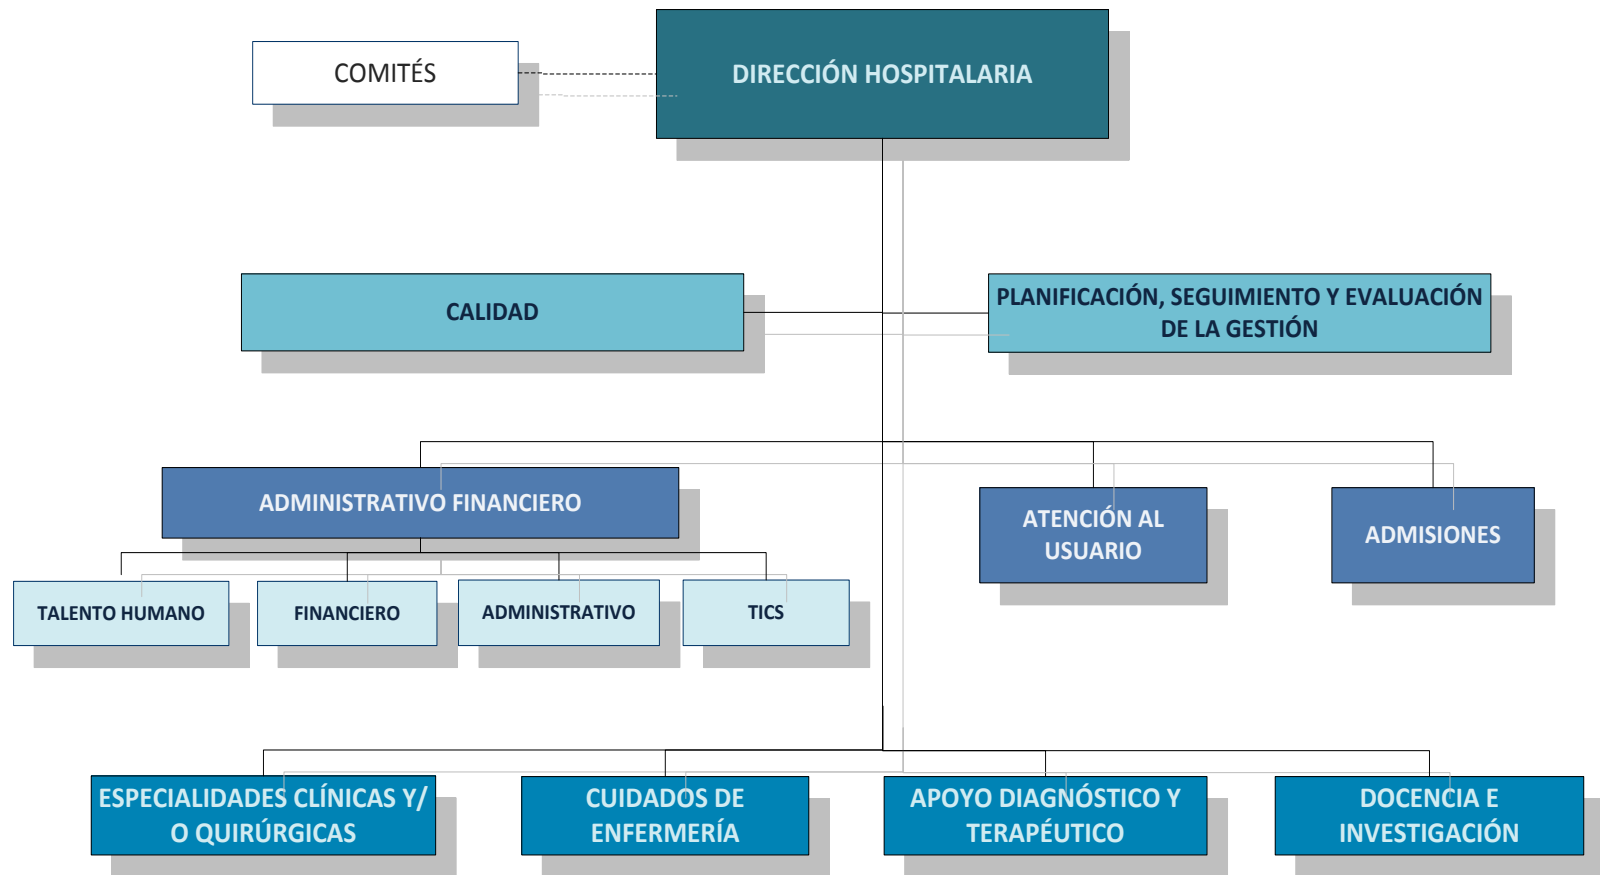 COMITÉS
DIRECCIÓN HOSPITALARIA
CALIDAD
PLANIFICACIÓN, SEGUIMIENTO Y EVALUACIÓN
DE LA GESTIÓN
ADMINISTRATIVO FINANCIERO
ATENCIÓN AL
USUARIO
ADMISIONES
TALENTO HUMANO
FINANCIERO
ADMINISTRATIVO
TICS
ESPECIALIDADES CLÍNICAS Y/
O QUIRÚRGICAS
CUIDADOS DE
ENFERMERÍA
APOYO DIAGNÓSTICO Y
TERAPÉUTICO
DOCENCIA E
INVESTIGACIÓN